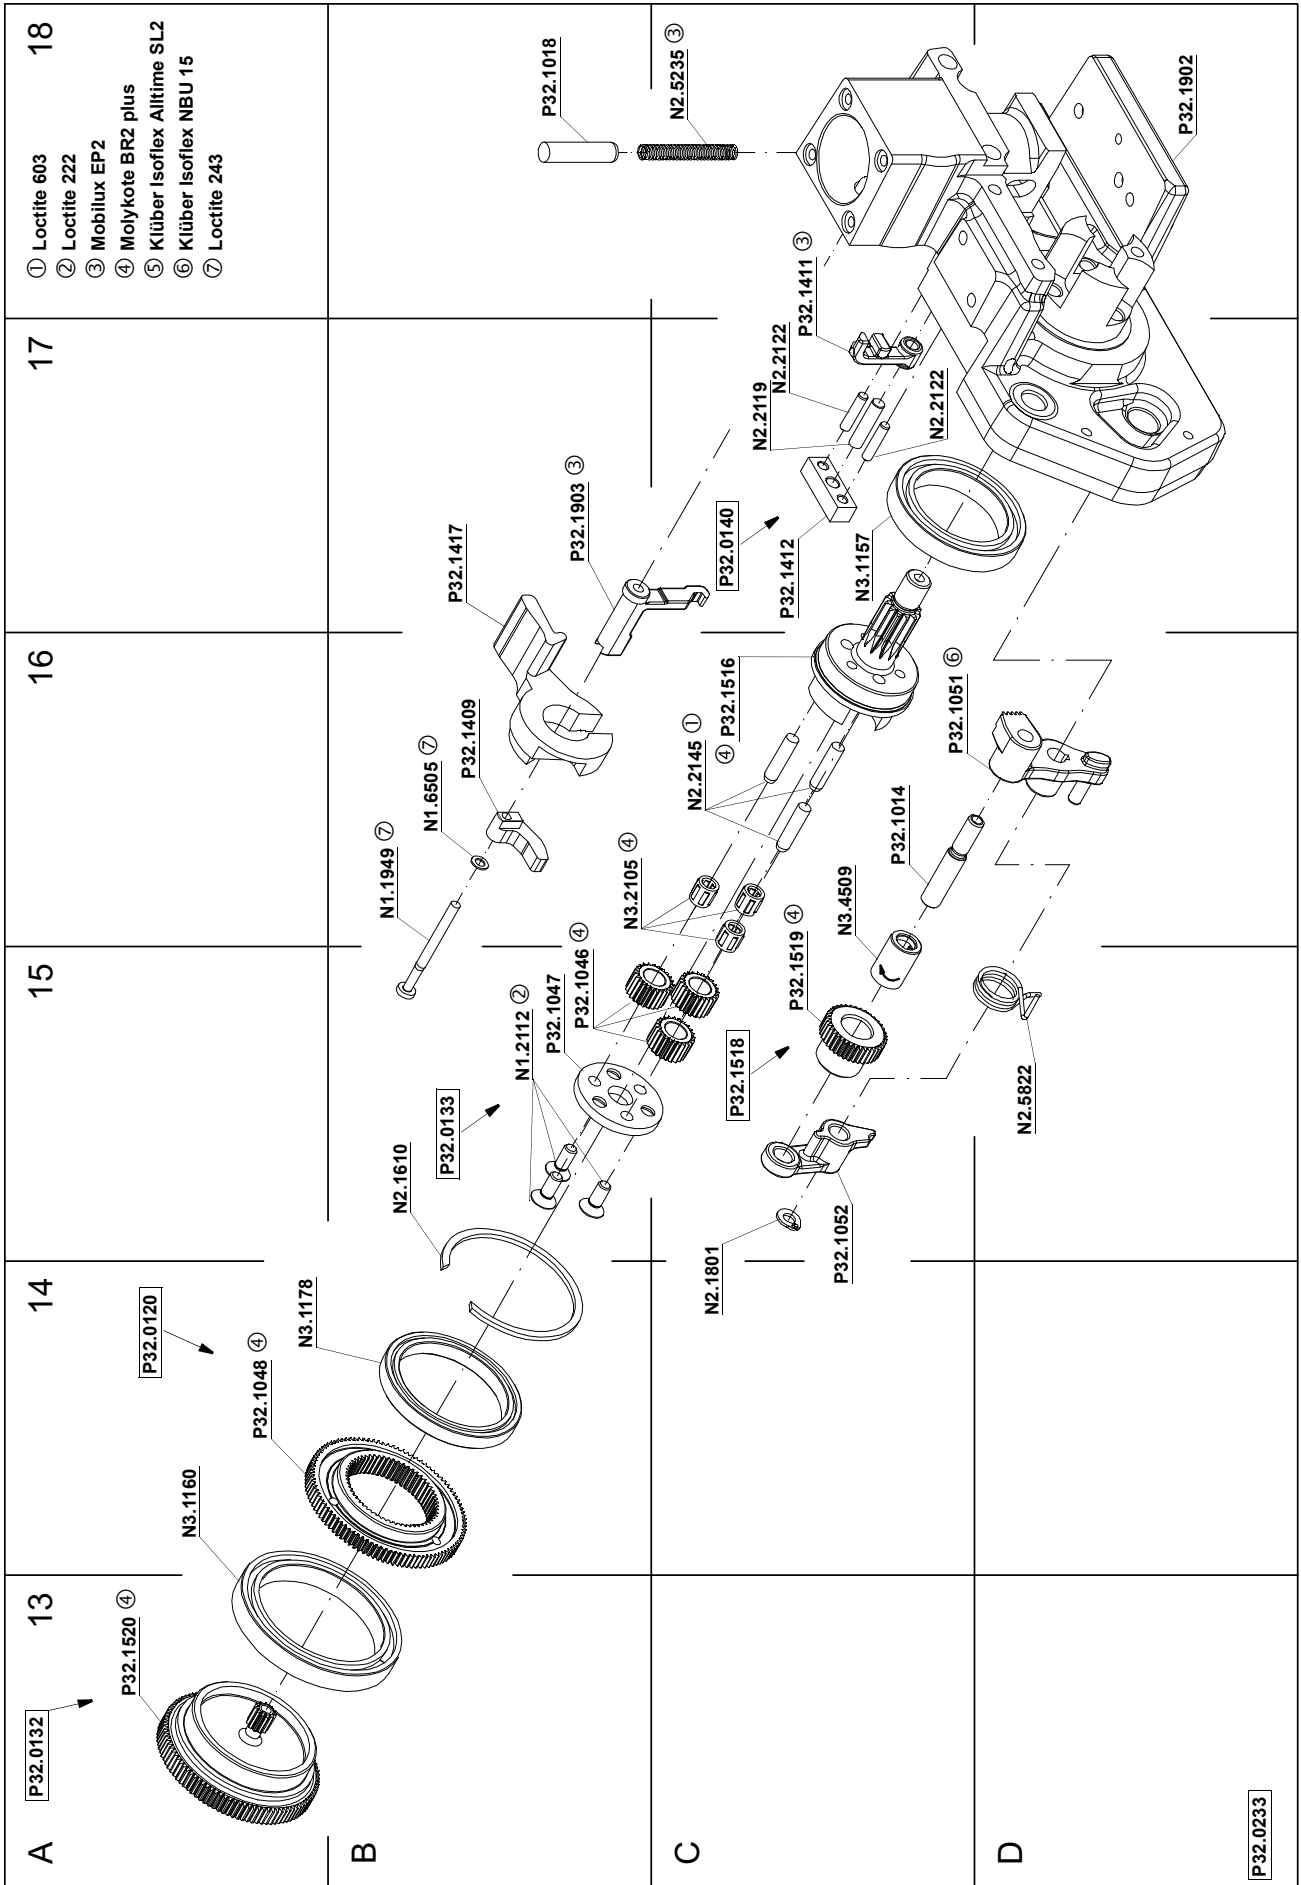 13
14
15
16
17
18
A
B
C
D
① Loctite 603
② Loctite 222
③ Mobilux EP2
④ Molykote BR2 plus
⑤ Klüber Isoflex Alltime SL2
⑥ Klüber Isoflex NBU 15
⑦ Loctite 243
P32.0132
P32.1520 ④
N3.1160
P32.1048 ④
P32.0120
N3.1178
N2.1610
P32.0133
N1.2112 ②
P32.1047
P32.1046 ④
N3.2105 ④
N2.2145 ①
④
P32.1516
N1.1949 ⑦
N1.6505 ⑦
P32.1409
P32.1417
P32.1903 ③
P32.0140
P32.1412
N3.1157
N2.2119
N2.2122
N2.2122
P32.1411 ③
P32.1018
N2.5235 ③
P32.1902
N2.1801
P32.1052
P32.1518
P32.1519 ④
N3.4509
P32.1014
P32.1051 ⑥
N2.5822
P32.0233